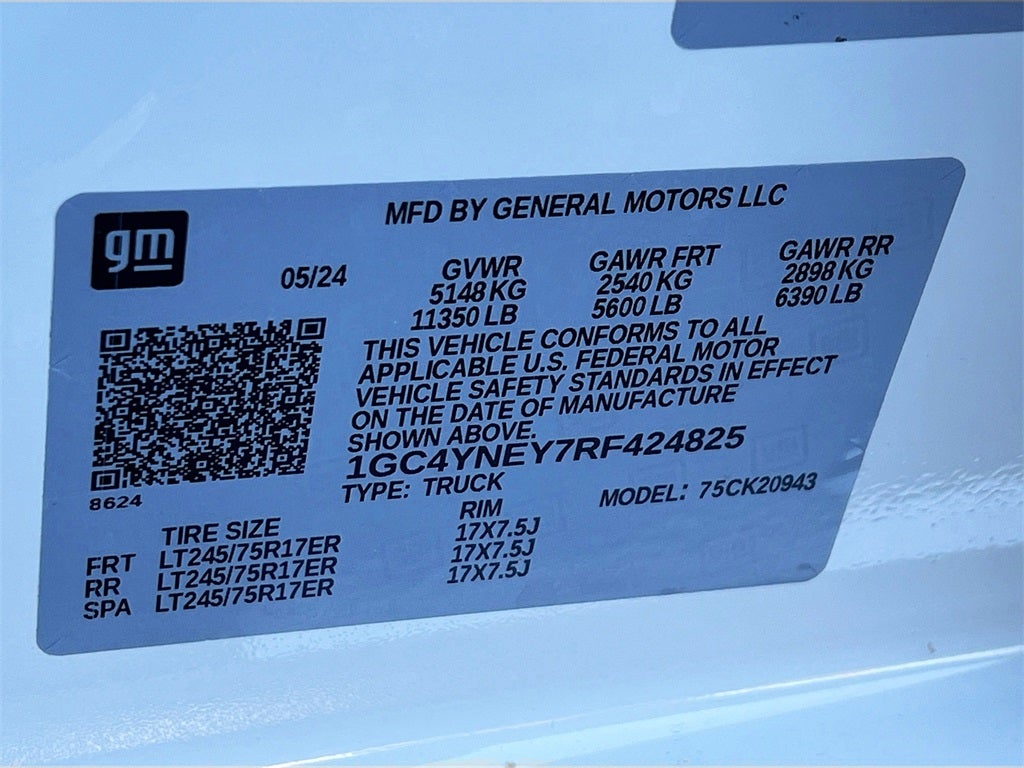 gm
MFD BY GENERAL MOTORS LLC
05/24
GVWR
5148 KG
11350 LB
GAWR FRT
2540 KG
5600 LB
GAWR RR
2898 KG
6390 LB
THIS VEHICLE CONFORMS TO ALL
APPLICABLE U.S. FEDERAL MOTOR
VEHICLE SAFETY STANDARDS IN EFFECT
ON THE DATE OF MANUFACTURE
SHOWN ABOVE.
1GC4YNEY7RF424825
8624
TYPE: TRUCK
MODEL: 75CK20943
TIRE SIZE RIM
FRT LT245/75R17ER 17X7.5J
RR LT245/75R17ER 17X7.5J
SPA LT245/75R17ER 17X7.5J